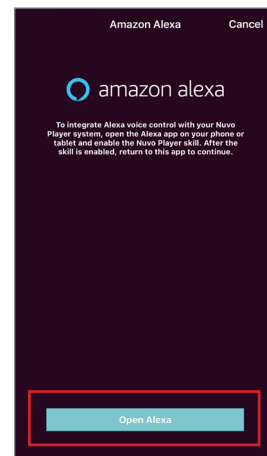 Amazon Alexa Cancel
amazon alexa
To integrate Alexa voice control with your Nuvo
Player system, open the Alexa app on your phone or
tablet and enable the Nuvo Player skill. After the
skill is enabled, return to this app to continue.
Open Alexa